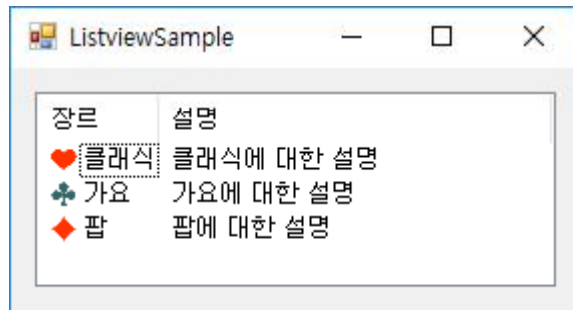 ListviewSample
장르 설명
클래식 클래식에 대한 설명
가요 가요에 대한 설명
팝 팝에 대한 설명